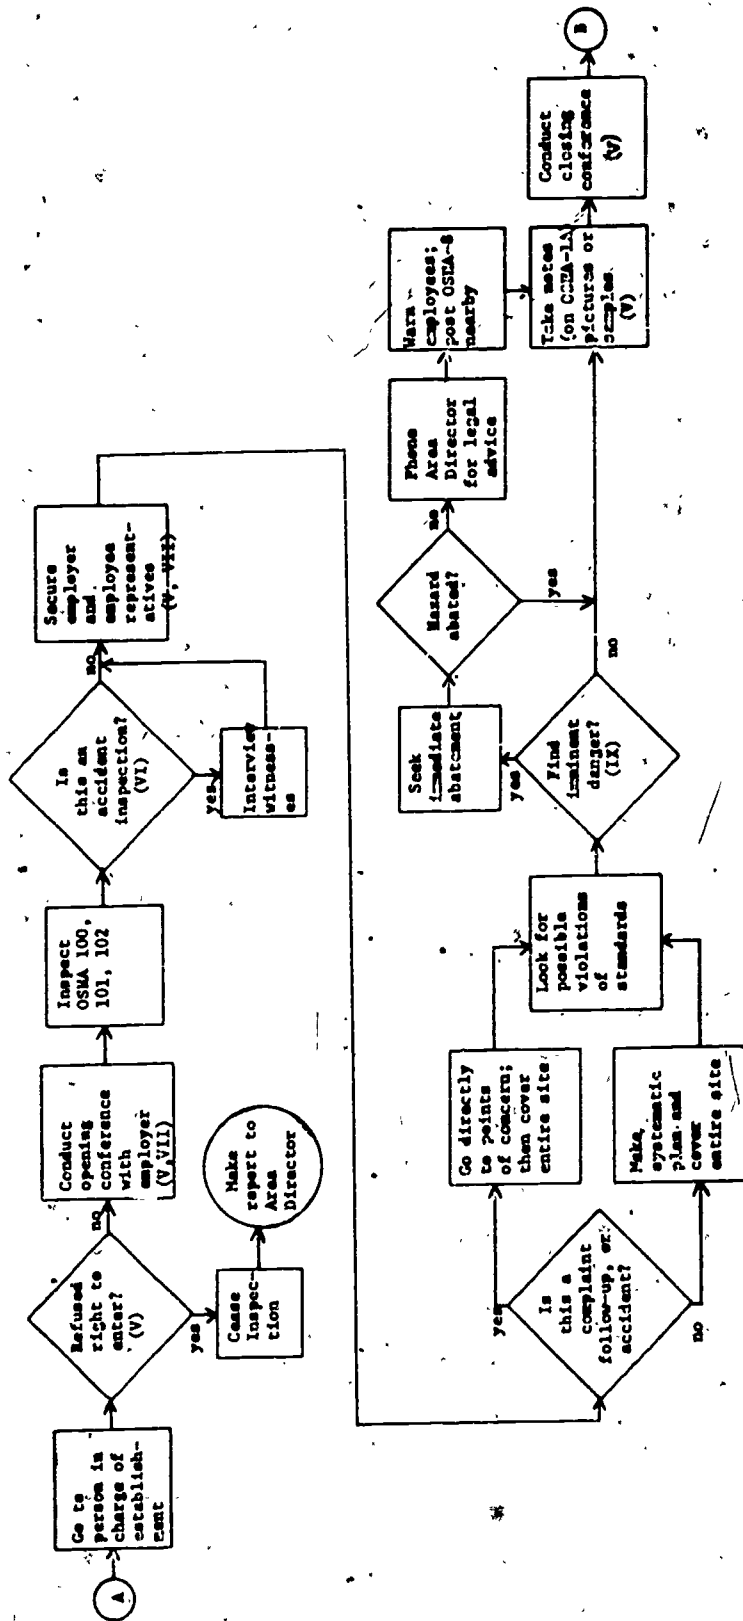 A
Go to
person in
charge of
establish-
ment
Refused
right to
enter?
(V)
no
yes
Cease
Inspec-
tion
Make
report to
Area
Director
Conduct
opening
conference
with
employer
(V,VII)
Inspect
OSHA 100,
101, 102
Is
this an
accident
inspection?
(VI)
no
yes
Interview
witness-
es
Secure
employer
and
employee
represent-
atives
(V, VII)
Is
this a
complaint
follow-up, or
accident?
yes
no
Go directly
to points
of concern;
then cover
entire site
Make
systematic
plan and
cover
entire site
Look for
possible
violations
of
standards
Find
imminent
danger?
(IX)
yes
no
Seek
immediate
abatement
Hazard
abated?
no
yes
Phone
Area
Director
for legal
advice
Warn
employees;
post OSHA-8
nearby
Take notes
(on OSHA-1A)
pictures or
samples
(V)
Conduct
closing
conference
(V)
B